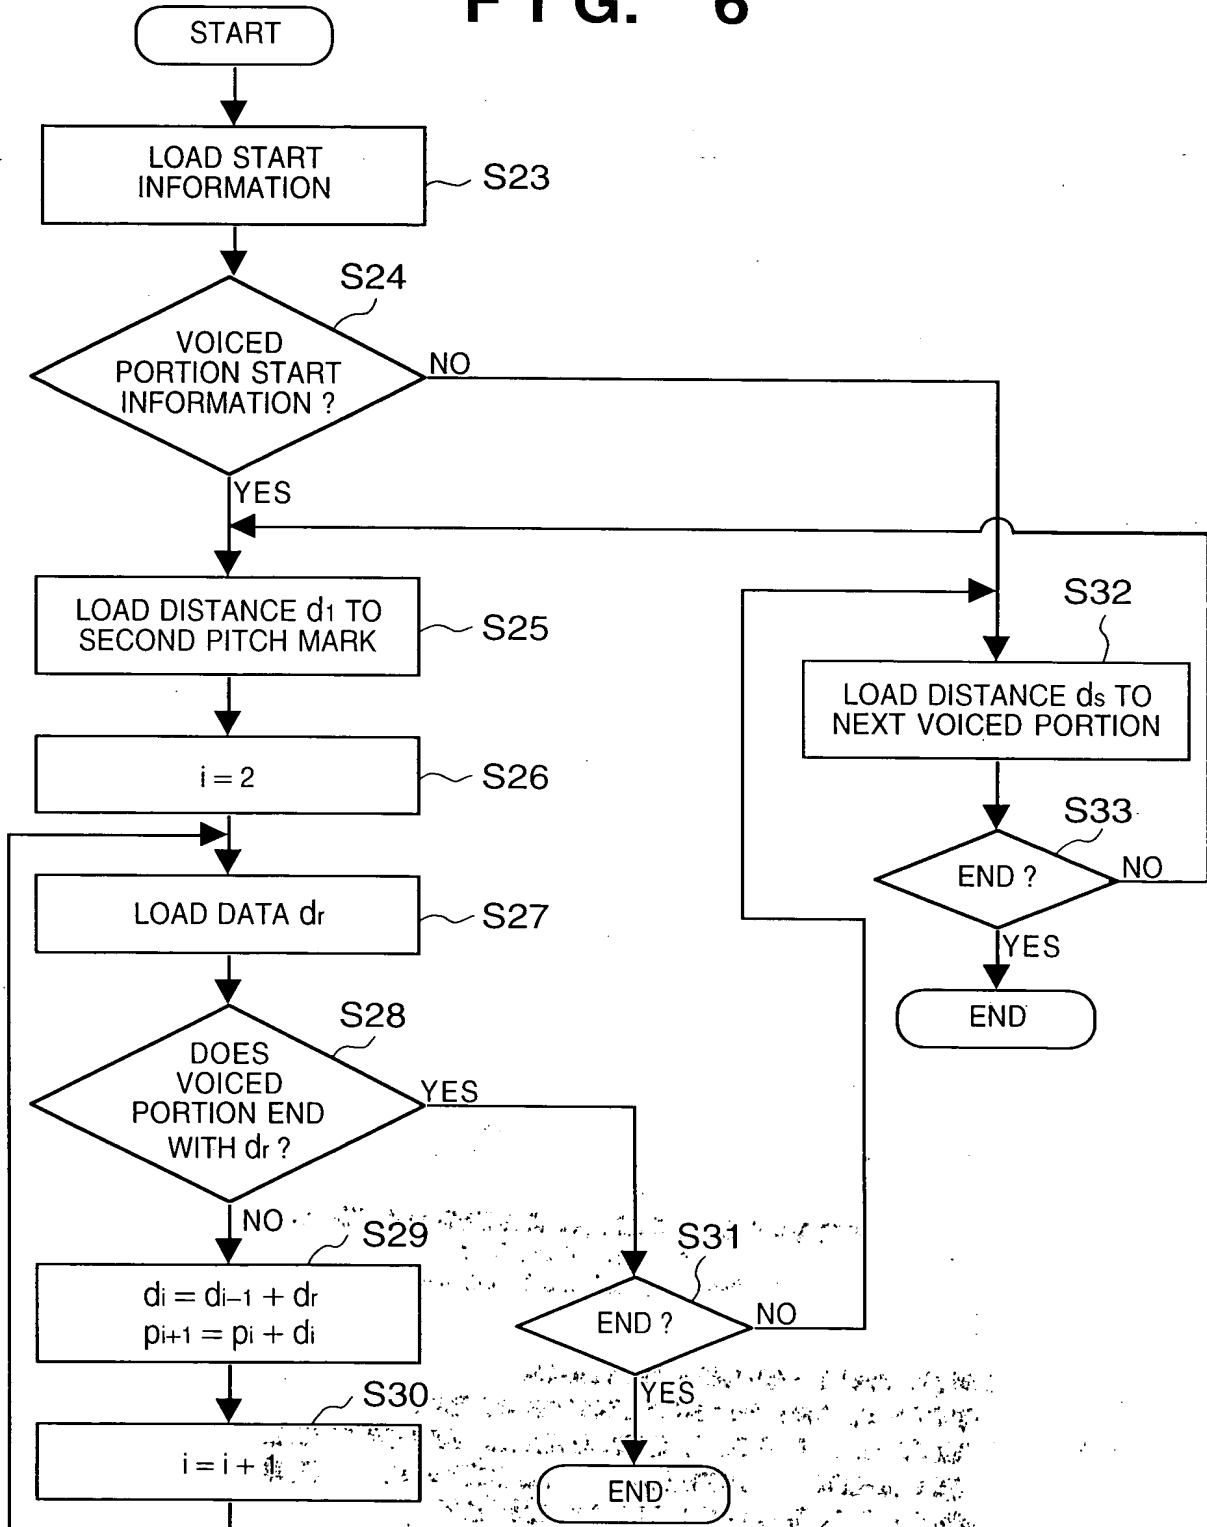 FIG. 6
START
LOAD START
INFORMATION
S23
S24
VOICED
PORTION START
INFORMATION ?
NO
YES
LOAD DISTANCE d1 TO
SECOND PITCH MARK
S25
S32
LOAD DISTANCE ds TO
NEXT VOICED PORTION
i = 2
S26
S33
END ?
NO
YES
END
LOAD DATA dr
S27
S28
DOES
VOICED
PORTION END
WITH dr ?
YES
NO
S29
di = di-1 + dr
pi+1 = pi + di
S31
END ?
NO
YES
END
S30
i = i + 1